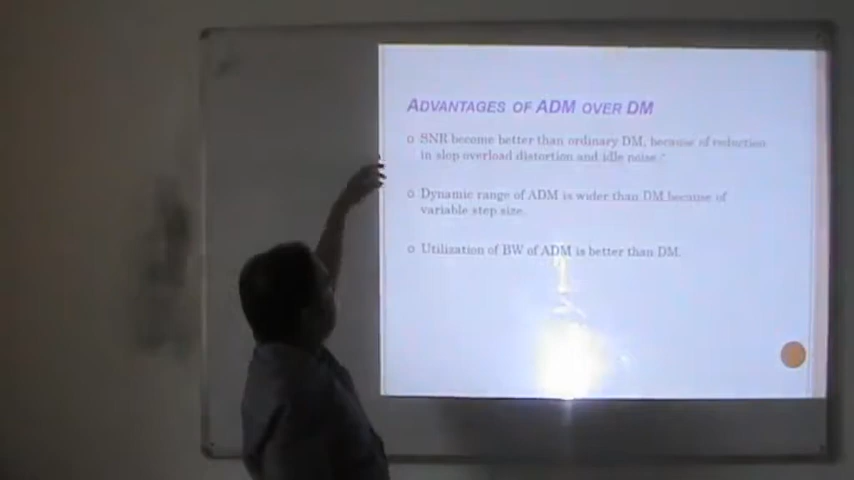 ADVANTAGES OF ADM OVER DM
SNR become better than ordinary DM, because of reduction
in slop overload distortion and idle noise.
Dynamic range of ADM is wider than DM because of
variable step size.
Utilization of BW of ADM is better than DM.